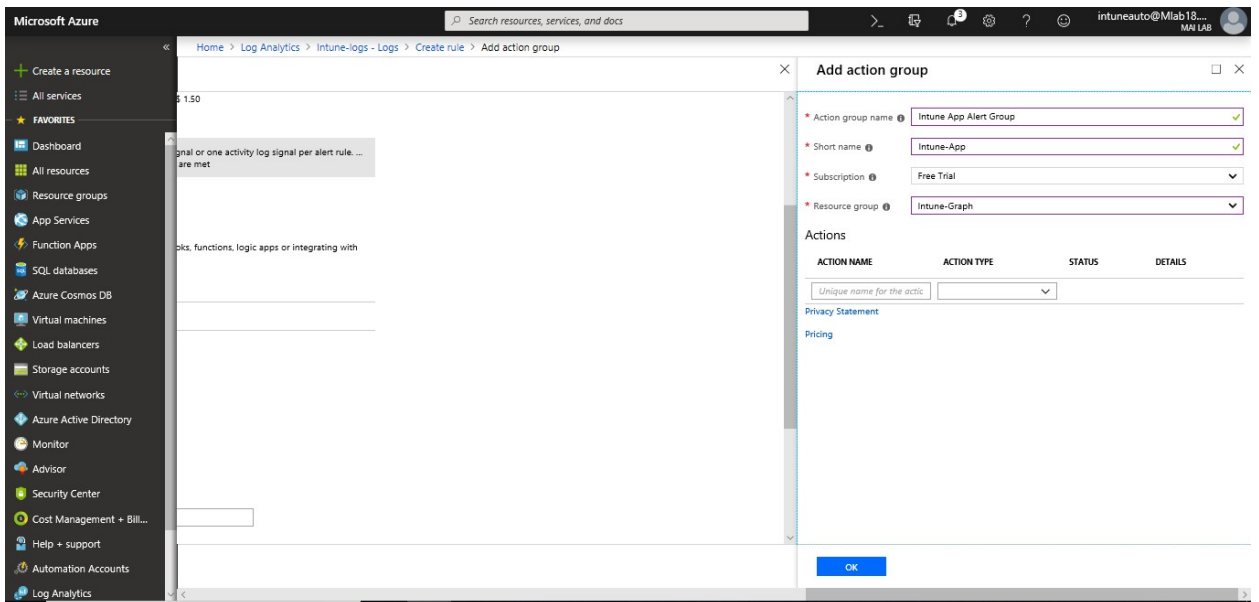 Microsoft Azure
Search resources, services, and docs
3
intuneauto@Mlab18....
MAI LAB
Home > Log Analytics > Intune-logs - Logs > Create rule > Add action group
Create a resource
All services
FAVORITES
Dashboard
All resources
Resource groups
App Services
Function Apps
SQL databases
Azure Cosmos DB
Virtual machines
Load balancers
Storage accounts
Virtual networks
Azure Active Directory
Monitor
Advisor
Security Center
Cost Management + Bill...
Help + support
Automation Accounts
Log Analytics
$ 1.50
gnal or one activity log signal per alert rule. ...
are met
oks, functions, logic apps or integrating with
Add action group
* Action group name Intune App Alert Group
* Short name Intune-App
* Subscription Free Trial
* Resource group Intune-Graph
Actions
ACTION NAME ACTION TYPE STATUS DETAILS
Unique name for the actic
Privacy Statement
Pricing
OK